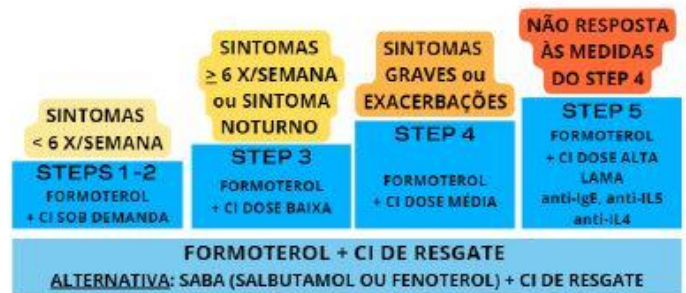 SINTOMAS
< 6 X/SEMANA
STEPS 1-2
FORMOTEROL
+ CI SOB DEMANDA
SINTOMAS
≥ 6 X/SEMANA
ou SINTOMA
NOTURNO
STEP 3
FORMOTEROL
+ CI DOSE BAIXA
SINTOMAS
GRAVES ou
EXACERBAÇÕES
STEP 4
FORMOTEROL
+ CI DOSE MÉDIA
NÃO RESPOSTA
ÀS MEDIDAS
DO STEP 4
STEP 5
FORMOTEROL
+ CI DOSE ALTA
LAMA
anti-IgE, anti-IL5
anti-IL4
FORMOTEROL + CI DE RESGATE
ALTERNATIVA: SABA (SALBUTAMOL OU FENOTEROL) + CI DE RESGATE